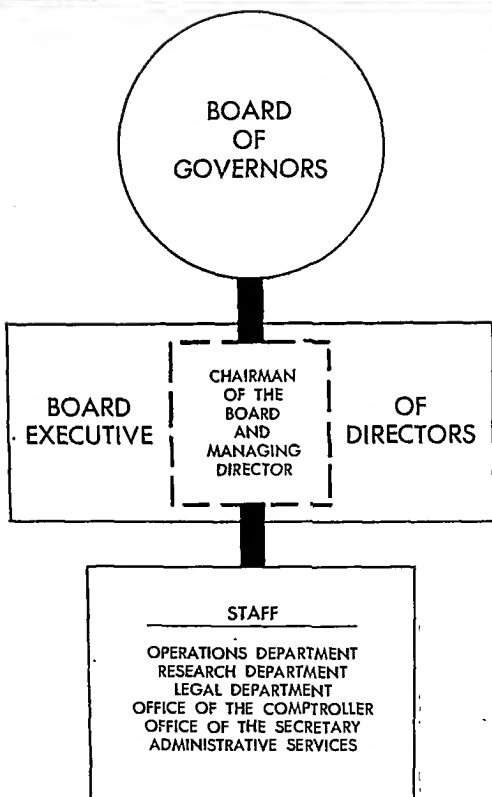 BOARD
OF
GOVERNORS
BOARD OF
EXECUTIVE DIRECTORS
CHAIRMAN
OF THE
BOARD
AND
MANAGING
DIRECTOR
STAFF
OPERATIONS DEPARTMENT
RESEARCH DEPARTMENT
LEGAL DEPARTMENT
OFFICE OF THE COMPTROLLER
OFFICE OF THE SECRETARY
ADMINISTRATIVE SERVICES